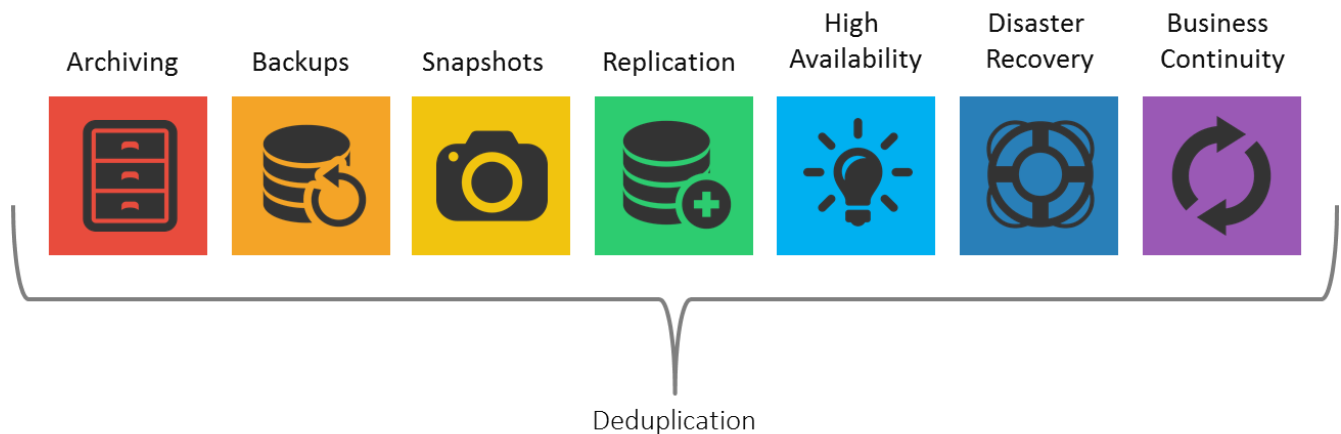 Archiving
Backups
Snapshots
Replication
High
Availability
Disaster
Recovery
Business
Continuity
Deduplication